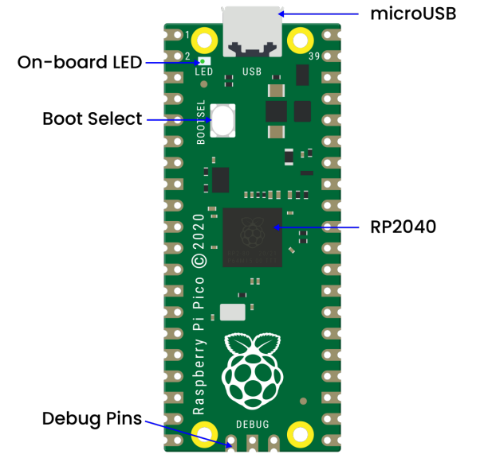 microUSB
1
2
39
On-board LED
LED
USB
Boot Select
BOOTSEL
RP2040
Raspberry Pi Pico © 2020
Debug Pins
DEBUG